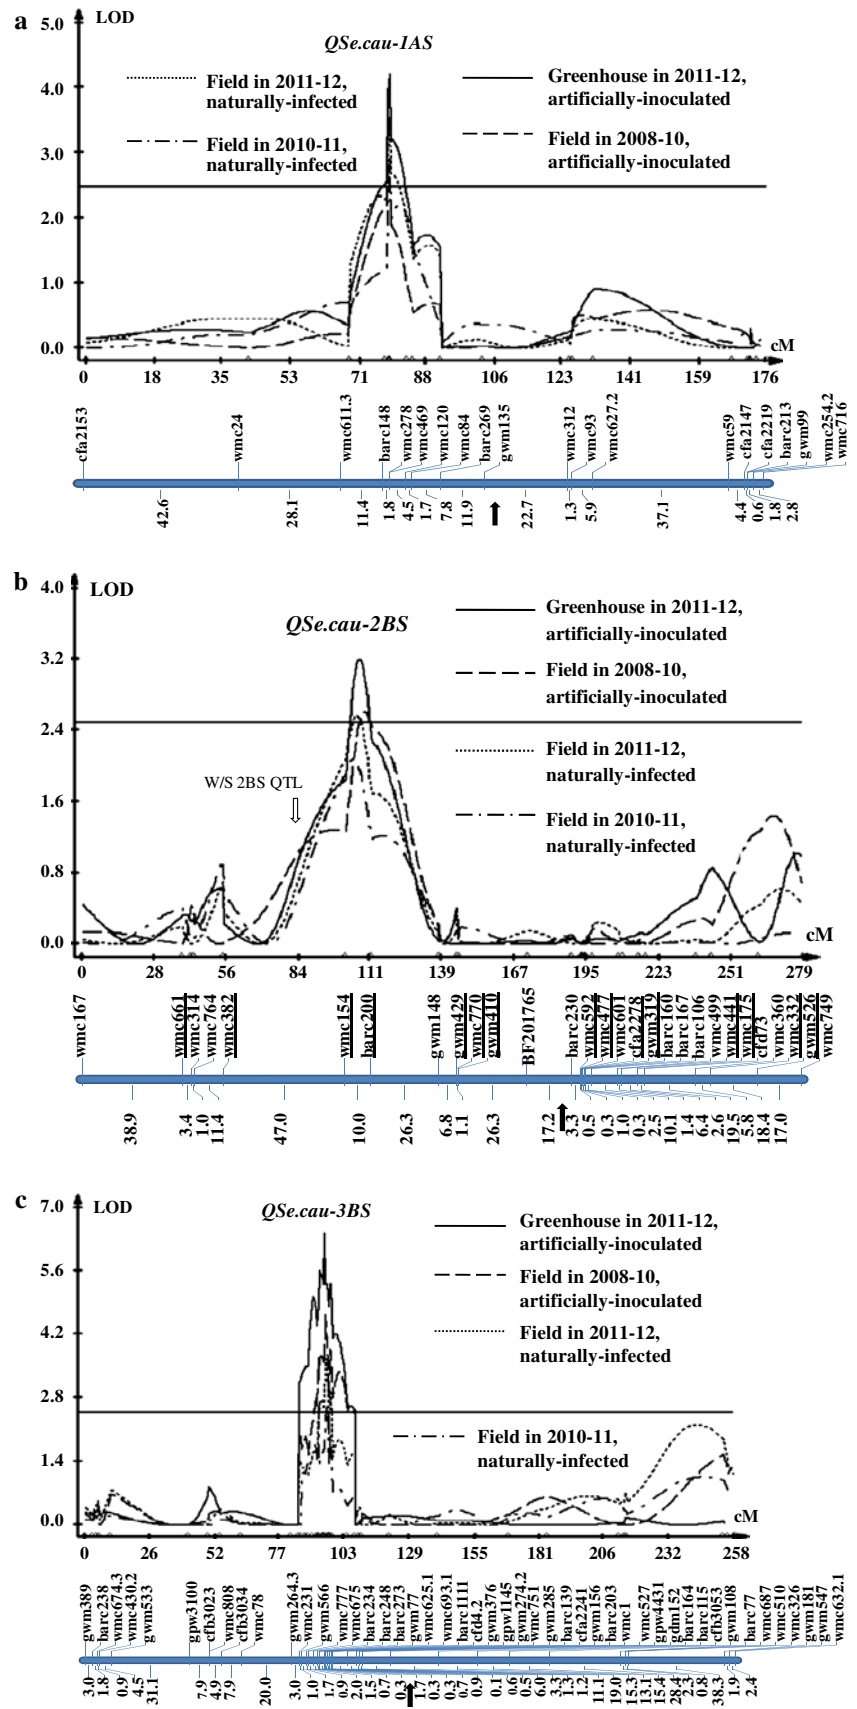 a
LOD
5.0
QSe.cau-1AS
4.0
Field in 2011-12,
naturally-infected
Greenhouse in 2011-12,
artificially-inoculated
Field in 2010-11,
naturally-infected
Field in 2008-10,
artificially-inoculated
3.0
2.0
1.0
0.0
cM
0 18 35 53 71 88 106 123 141 159 176
cfa2153 wmc24 wmc611.3 barc148 wmc278 wmc469 wmc120 wmc84 barc269 gwm135 wmc312 wmc93 wmc627.2 wmc59 cfa2147 cfa2219 barc213 gwm99 wmc254.2 wmc716
42.6 28.1 11.4 1.8 4.5 1.7 7.8 11.9 22.7 1.3 5.9 37.1 4.4 0.6 1.8 2.8
b
LOD
4.0
QSe.cau-2BS
Greenhouse in 2011-12,
artificially-inoculated
3.2
Field in 2008-10,
artificially-inoculated
2.4
Field in 2011-12,
naturally-infected
W/S 2BS QTL
1.6
Field in 2010-11,
naturally-infected
0.8
0.0
cM
0 28 56 84 111 139 167 195 223 251 279
wmc167 wmc661 wmc314 wmc764 wmc382 wmc154 barc200 gwm148 gwm429 wmc770 gwm410 BF201765 barc230 wmc592 wmc477 wmc601 cfa2278 gwm319 barc160 barc167 barc106 wmc499 wmc441 wmc175 cfd73 wmc360 wmc332 gwm526 wmc749
38.9 3.4 1.0 11.4 47.0 10.0 26.3 6.8 1.1 26.3 17.2 3.3 0.5 0.3 1.0 0.3 2.5 10.1 1.4 6.4 2.6 19.5 5.8 18.4 17.0
c
LOD
7.0
QSe.cau-3BS
Greenhouse in 2011-12,
artificially-inoculated
5.6
Field in 2008-10,
artificially-inoculated
4.2
Field in 2011-12,
naturally-infected
2.8
Field in 2010-11,
naturally-infected
1.4
0.0
cM
0 26 52 77 103 129 155 181 206 232 258
gwm389 barc238 wmc674.3 wmc430.2 gwm533 gpw3100 cfb3023 wmc808 cfb3034 wmc78 gwm264.3 wmc231 gwm566 wmc777 wmc675 barc234 barc248 barc273 gwm77 wmc625.1 wmc693.1 barc1111 cfd4.2 gwm376 gpw1145 gwm274.2 wmc751 gwm285 barc139 cfa2241 gwm156 barc203 wmc1 wmc527 gpw4431 gdm152 barc164 barc115 cfb3053 gwm108 barc77 wmc687 wmc510 wmc326 gwm181 gwm547 wmc632.1
3.0 1.8 0.9 4.5 31.1 7.9 4.9 7.9 20.0 3.0 1.0 1.7 0.9 2.0 1.5 0.7 0.3 1.7 0.3 0.3 0.7 0.9 0.1 0.6 0.5 6.0 3.3 1.3 1.2 11.1 19.0 15.3 13.1 15.4 28.4 2.3 0.8 38.3 1.9 2.4